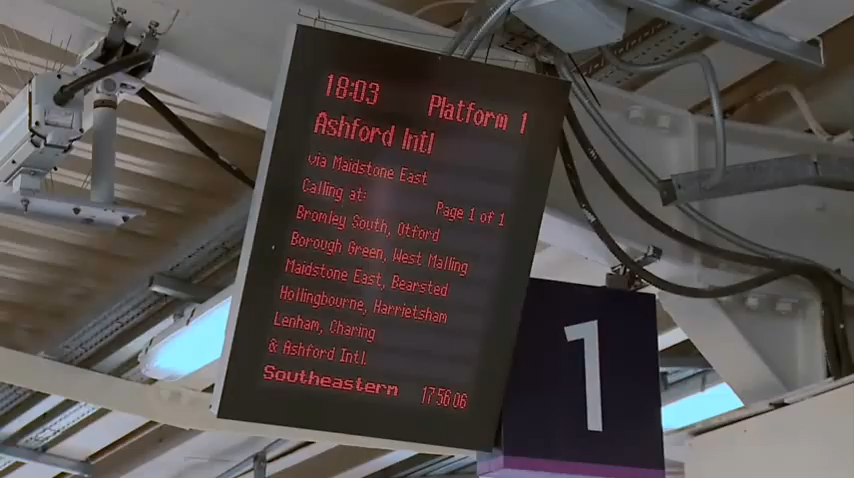 18:03 Platform 1
Ashford Intl
via Maidstone East
Calling at: Page 1 of 1
Bromley South, Otford
Borough Green, West Malling
Maidstone East, Bearsted
Hollingbourne, Harrietsham
Lenham, Charing
& Ashford Intl.
Southeastern 17:56:06
1